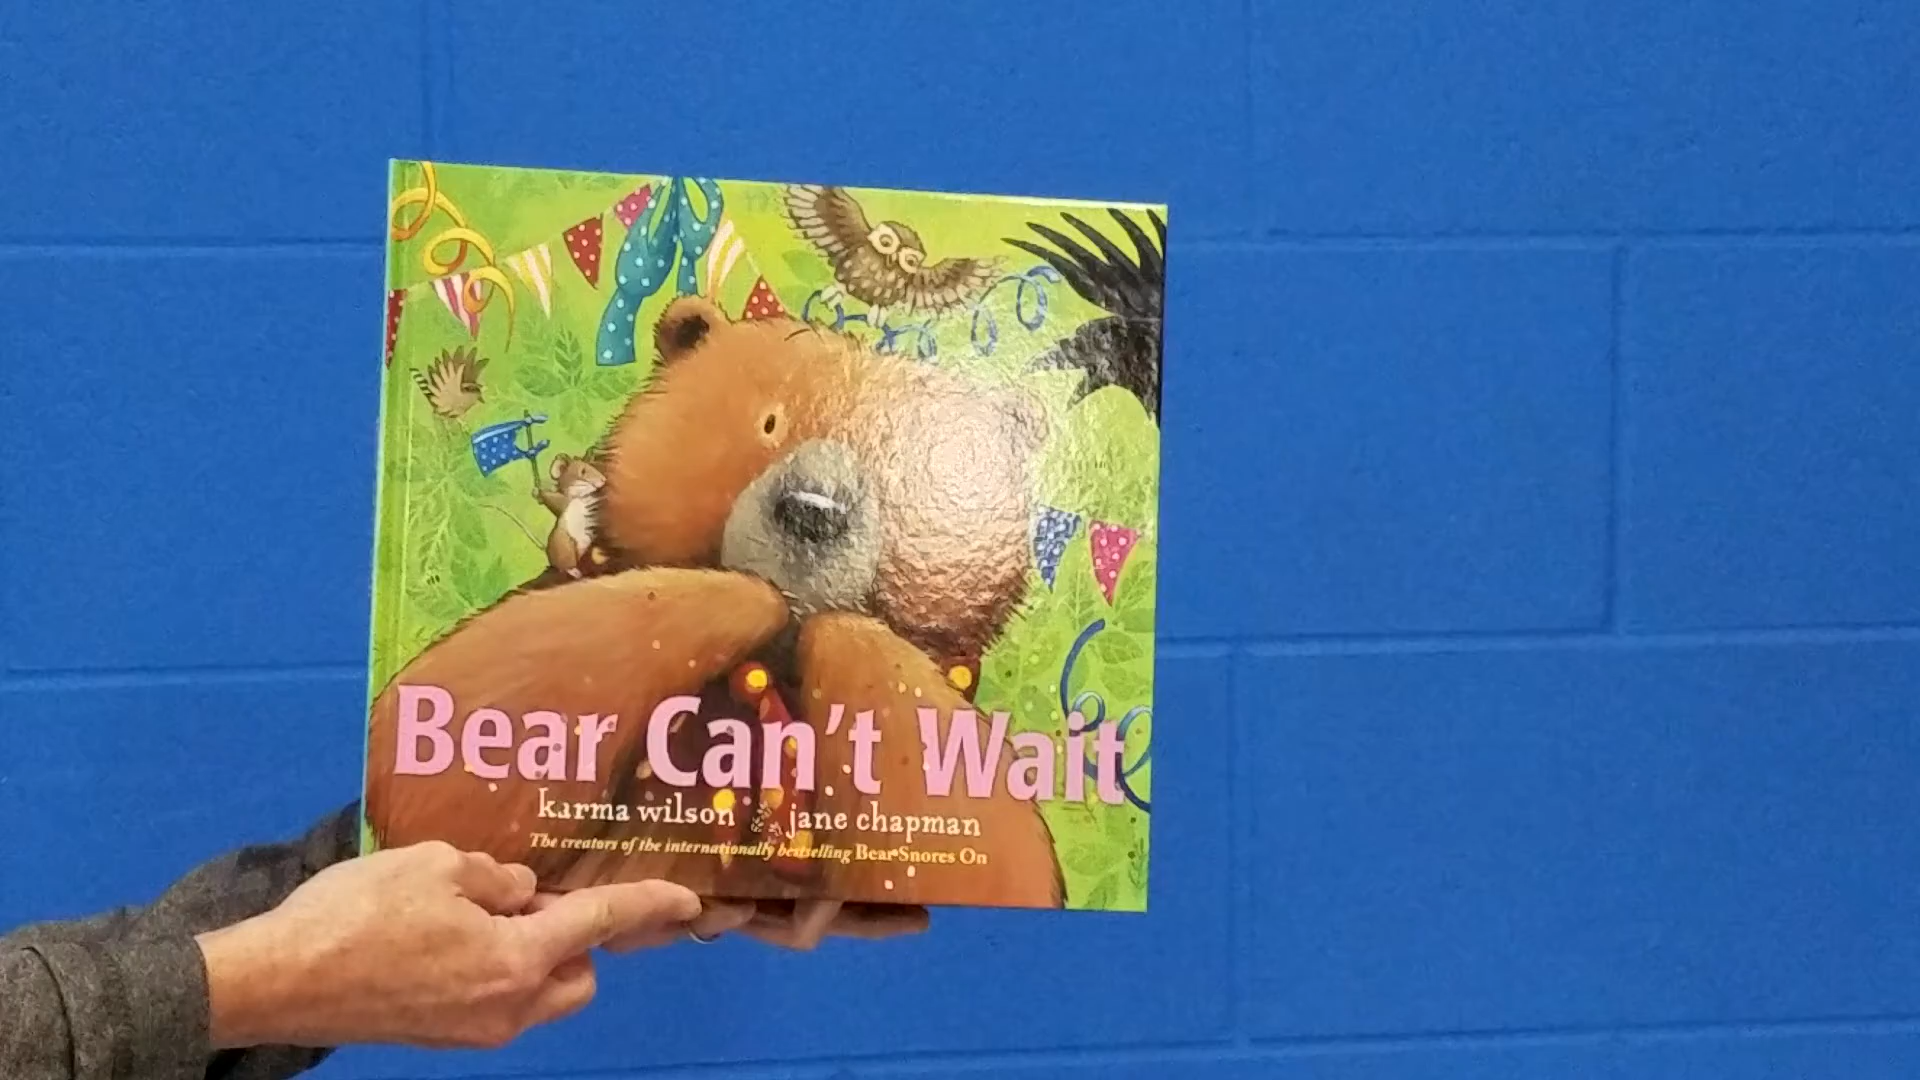 Bear Can't Wait
karma wilson jane chapman
The creators of the internationally bestselling Bear Snores On